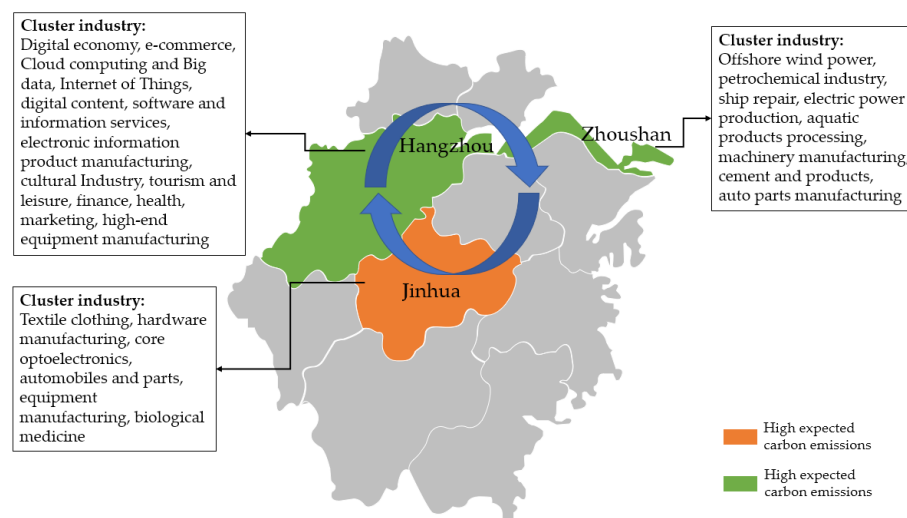 Cluster industry:
Digital economy, e-commerce,
Cloud computing and Big
data, Internet of Things,
digital content, software and
information services,
electronic information
product manufacturing,
cultural Industry, tourism and
leisure, finance, health,
marketing, high-end
equipment manufacturing
Cluster industry:
Offshore wind power,
petrochemical industry,
ship repair, electric power
production, aquatic
products processing,
machinery manufacturing,
cement and products,
auto parts manufacturing
Hangzhou
Zhoushan
Jinhua
Cluster industry:
Textile clothing, hardware
manufacturing, core
optoelectronics,
automobiles and parts,
equipment
manufacturing, biological
medicine
High expected
carbon emissions
High expected
carbon emissions